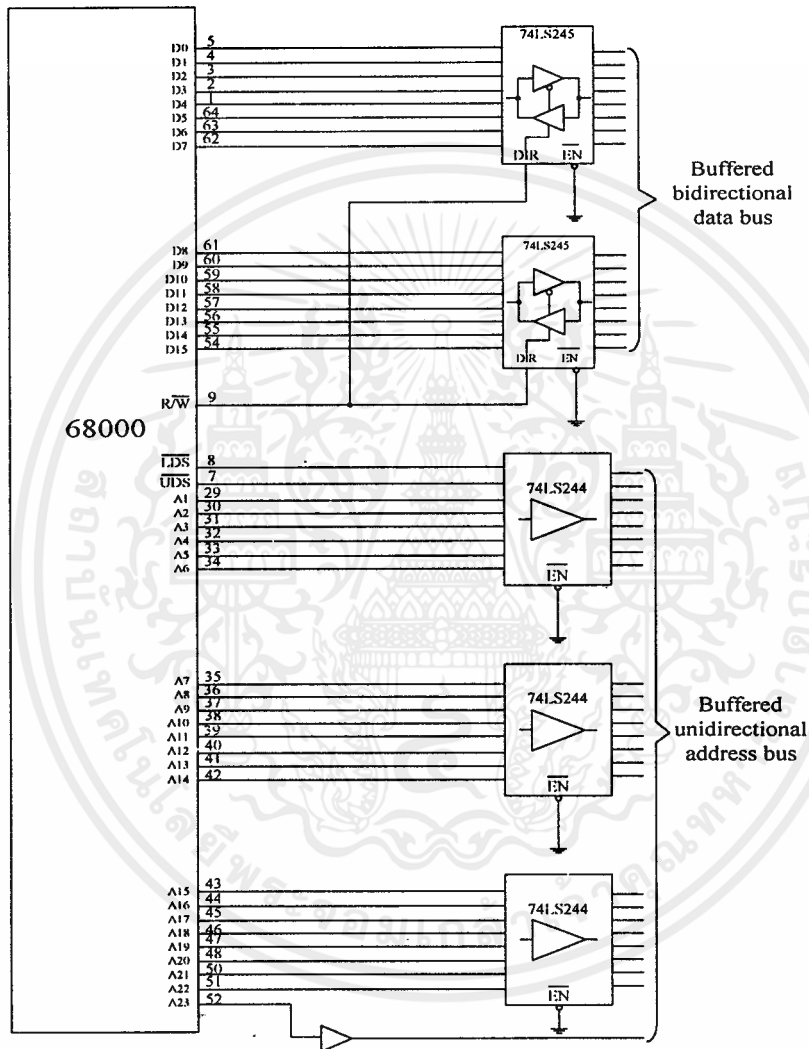 74LS245
D0 5
D1 4
D2 3
D3 2
D4 1
D5 64
D6 63
D7 62
DIR EN
Buffered
bidirectional
data bus
74LS245
D8 61
D9 60
D10 59
D11 58
D12 57
D13 56
D14 55
D15 54
DIR EN
R/W 9
68000
LDS 8
UDS 7
A1 29
A2 30
A3 31
A4 32
A5 33
A6 34
74LS244
EN
A7 35
A8 36
A9 37
A10 38
A11 39
A12 40
A13 41
A14 42
74LS244
EN
Buffered
unidirectional
address bus
A15 43
A16 44
A17 45
A18 46
A19 47
A20 48
A21 50
A22 51
A23 52
74LS244
EN